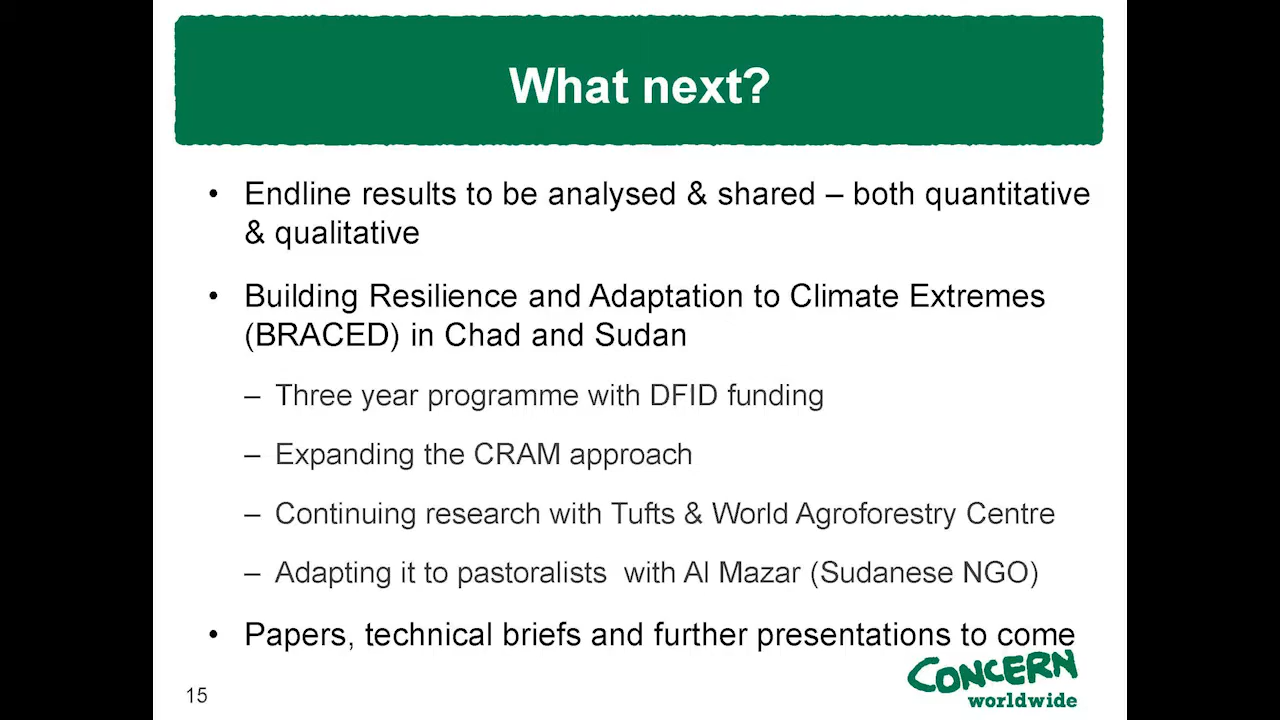 What next?
• Endline results to be analysed & shared – both quantitative
& qualitative
• Building Resilience and Adaptation to Climate Extremes
(BRACED) in Chad and Sudan
– Three year programme with DFID funding
– Expanding the CRAM approach
– Continuing research with Tufts & World Agroforestry Centre
– Adapting it to pastoralists  with Al Mazar (Sudanese NGO)
• Papers, technical briefs and further presentations to come
CONCERN
worldwide
15